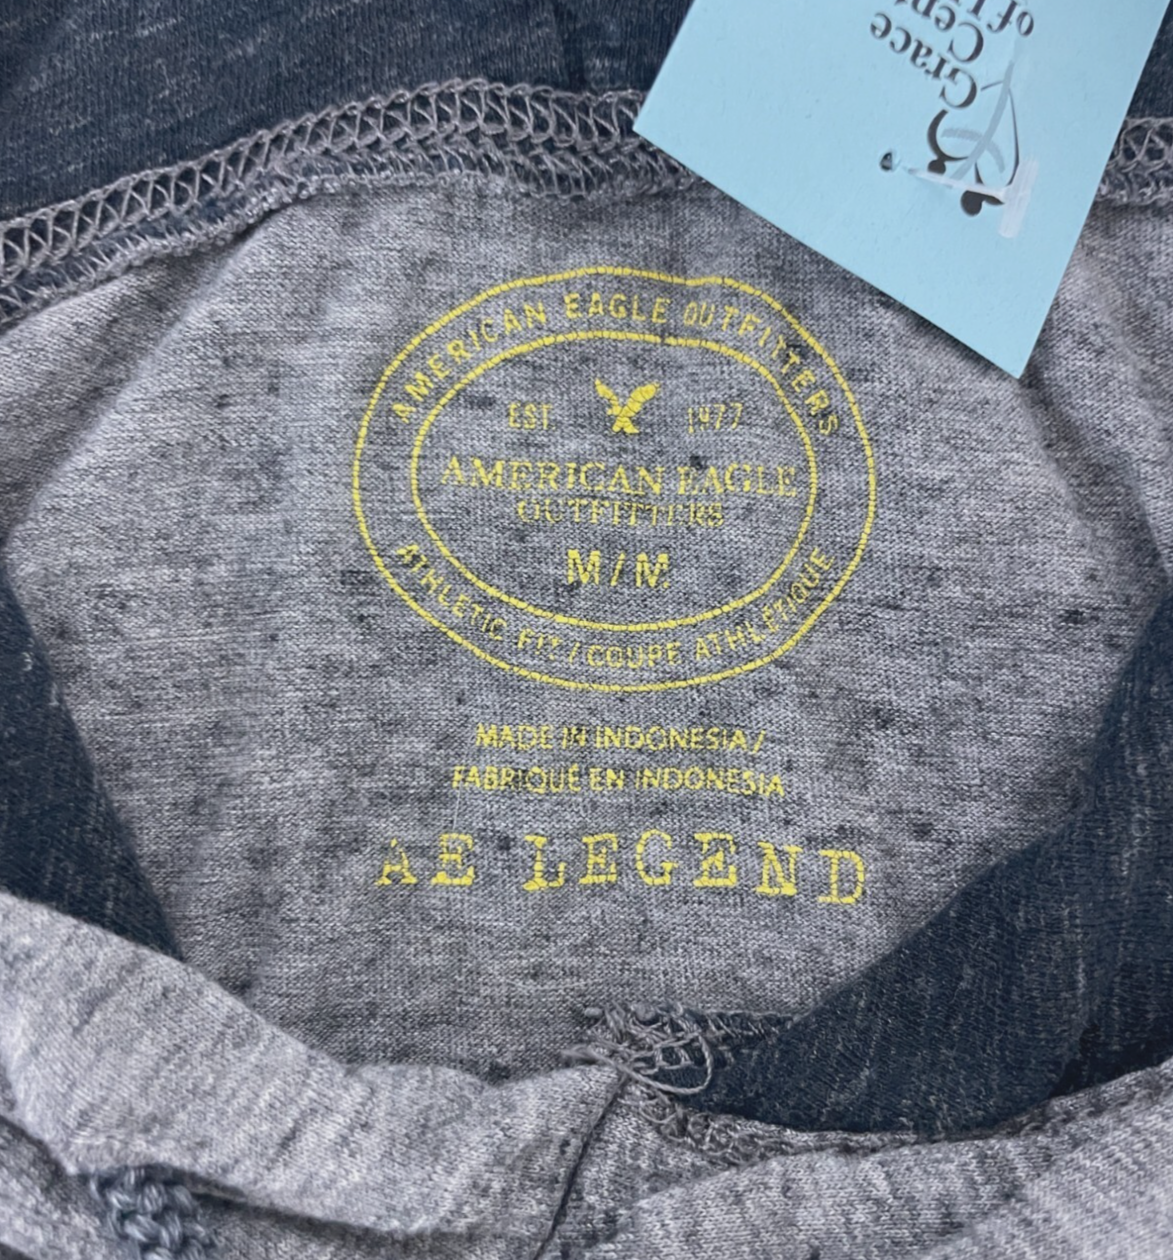 Grace
of
AMERICAN EAGLE OUTFITTERS
EST. 1977
AMERICAN EAGLE
OUTFITTERS
M/M
ATHLETIC FIT / COUPE ATHLÉTIQUE
MADE IN INDONESIA/
FABRIQUÉ EN INDONESIA
AE LEGEND